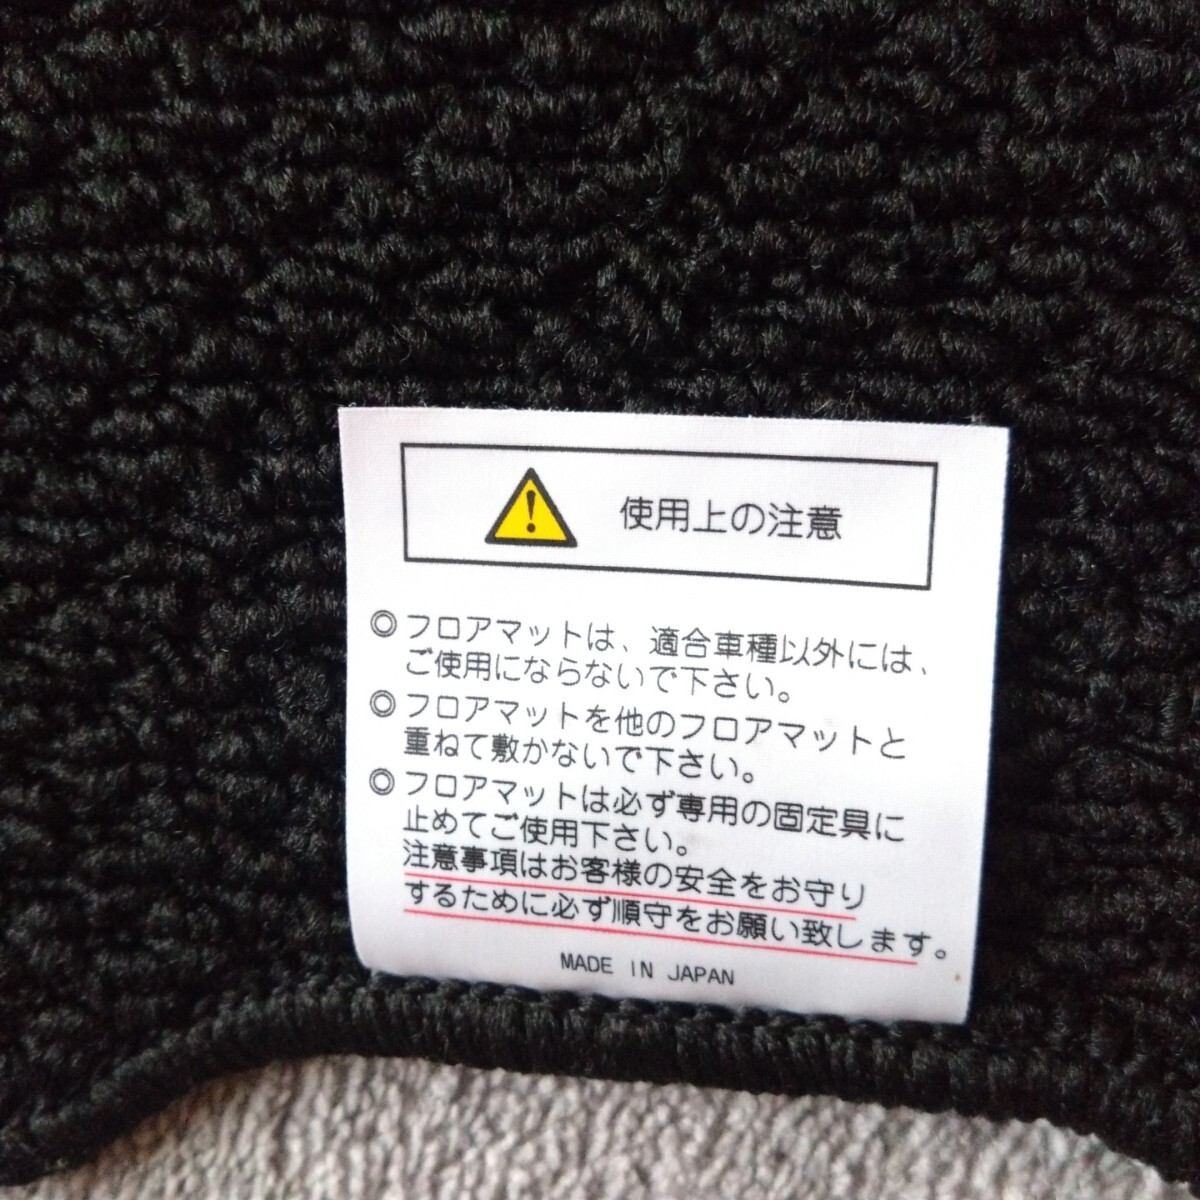 使用上の注意
◎フロアマットは、適合車種以外には、
ご使用にならないで下さい。
◎フロアマットを他のフロアマットと
重ねて敷かないで下さい。
◎フロアマットは必ず専用の固定具に
止めてご使用下さい。
注意事項はお客様の安全をお守り
するために必ず順守をお願い致します。
MADE IN JAPAN